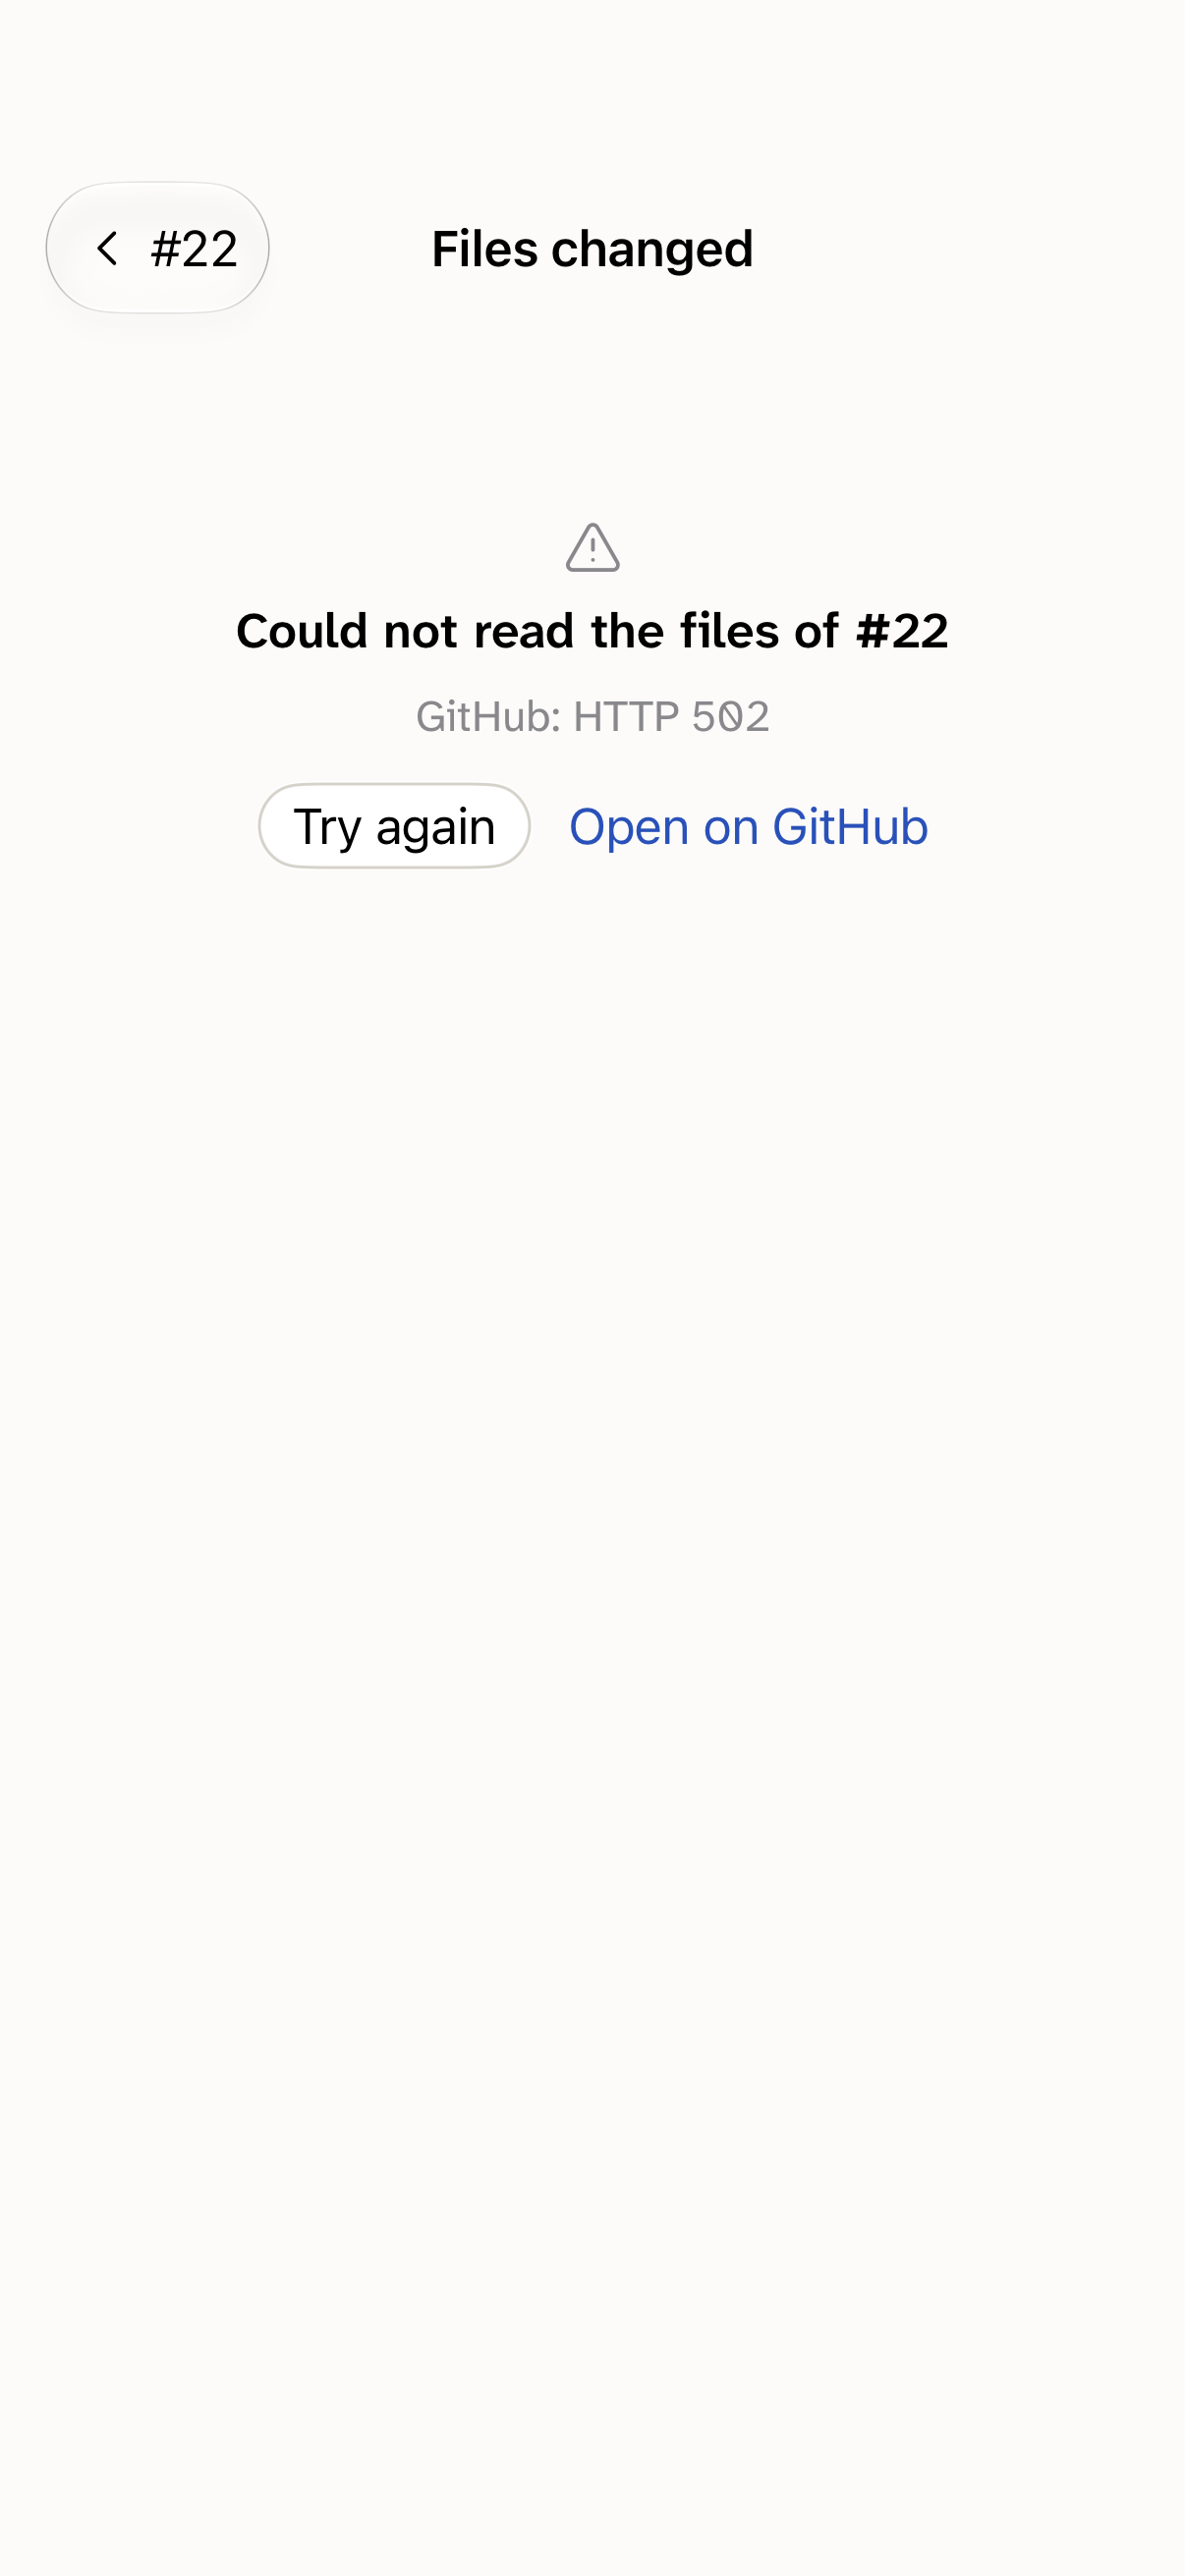 #22
Files changed
Could not read the files of #22
GitHub: HTTP 502
Try again
Open on GitHub